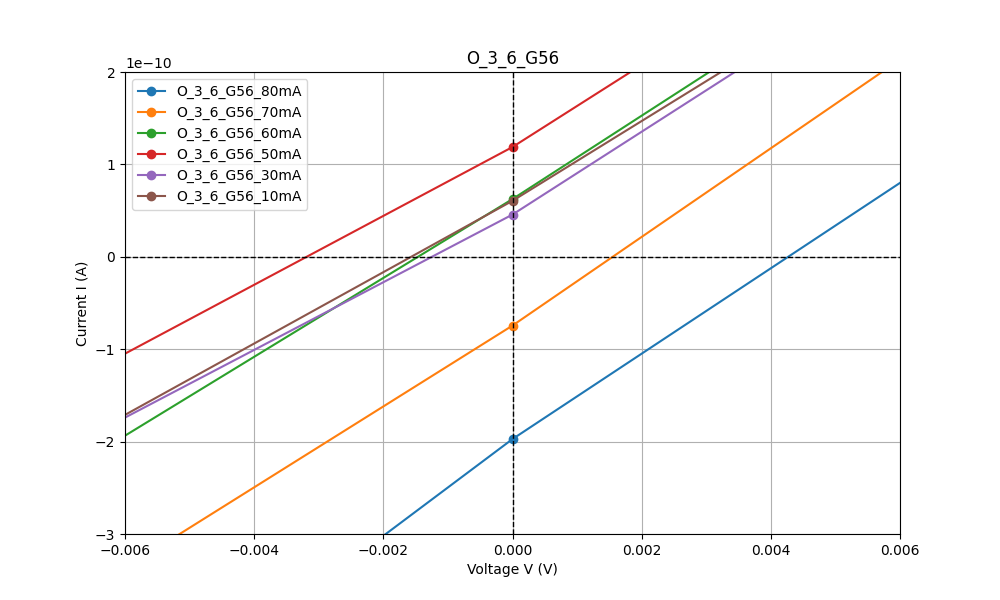 O_3_6_G56
1e−10
2
1
0
−1
−2
−3
Current I (A)
O_3_6_G56_80mA
O_3_6_G56_70mA
O_3_6_G56_60mA
O_3_6_G56_50mA
O_3_6_G56_30mA
O_3_6_G56_10mA
−0.006 −0.004 −0.002 0.000 0.002 0.004 0.006
Voltage V (V)